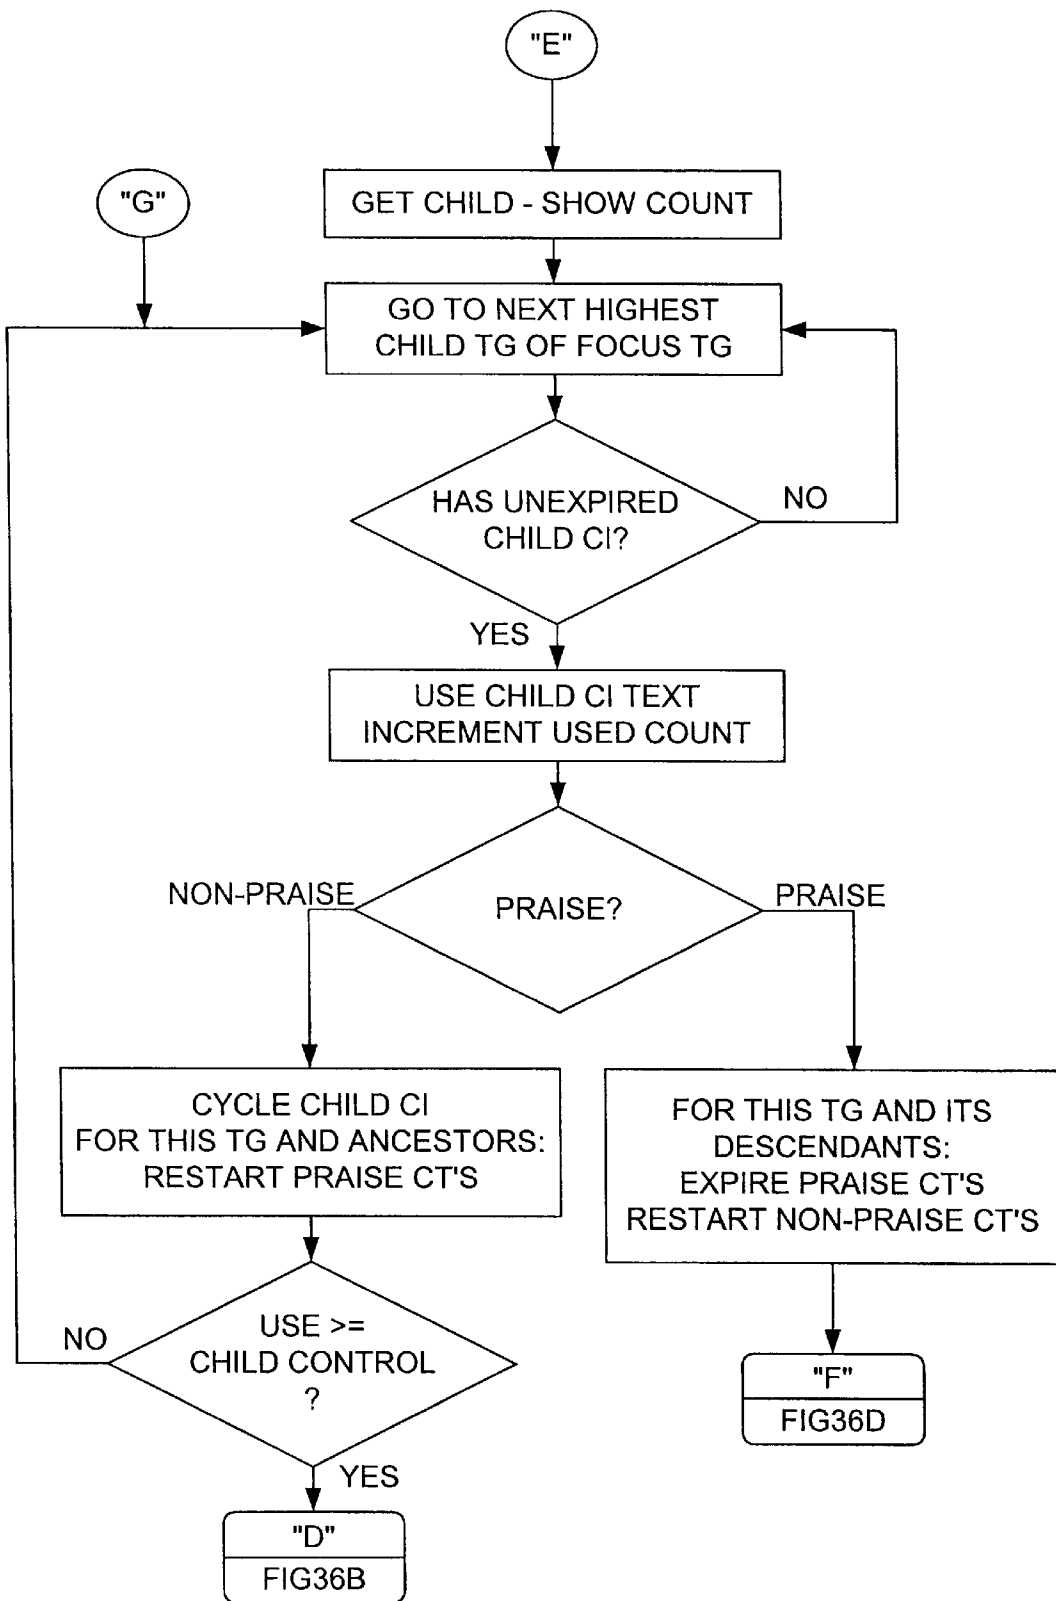 "E"
"G"
GET CHILD - SHOW COUNT
GO TO NEXT HIGHEST
CHILD TG OF FOCUS TG
HAS UNEXPIRED
CHILD CI?
NO
YES
USE CHILD CI TEXT
INCREMENT USED COUNT
NON-PRAISE
PRAISE?
PRAISE
CYCLE CHILD CI
FOR THIS TG AND ANCESTORS:
RESTART PRAISE CT'S
FOR THIS TG AND ITS
DESCENDANTS:
EXPIRE PRAISE CT'S
RESTART NON-PRAISE CT'S
NO
USE >=
CHILD CONTROL
?
YES
"F"
FIG36D
"D"
FIG36B